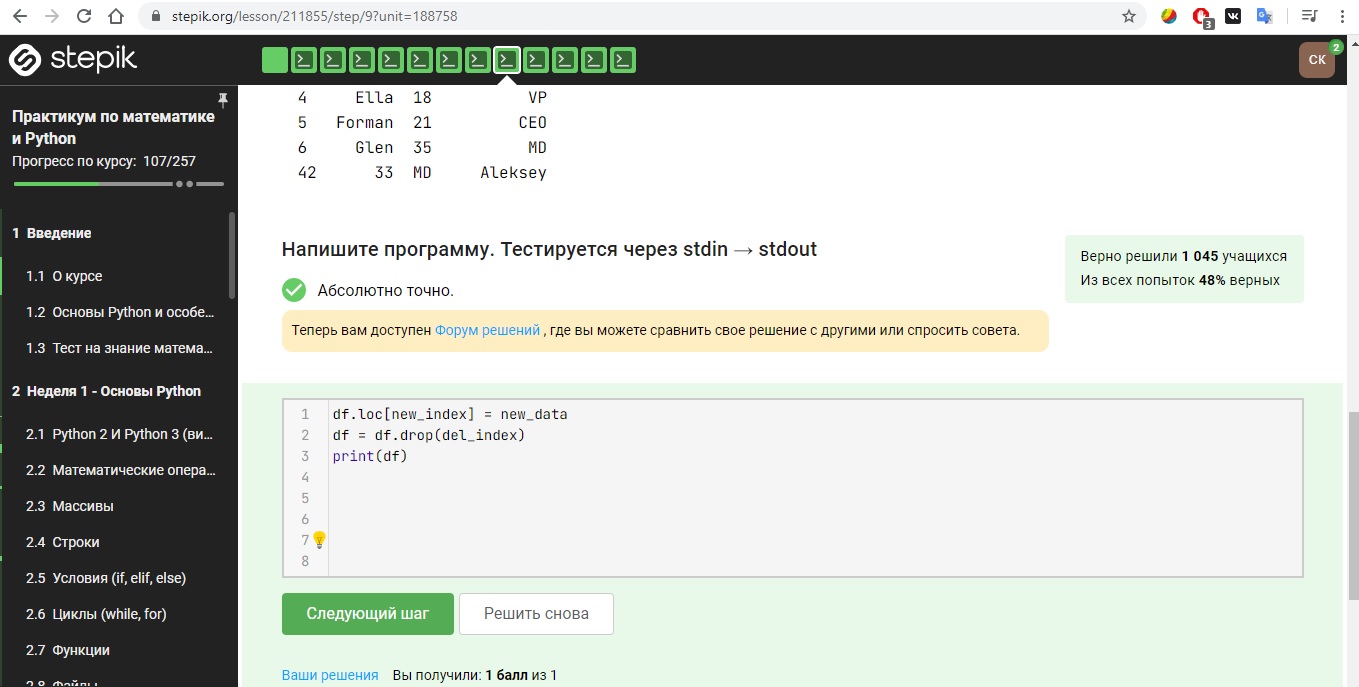 stepik.org/lesson/211855/step/9?unit=188758
3
stepik
СК
2
Практикум по математике
и Python
Прогресс по курсу: 107/257
1 Введение
1.1 О курсе
1.2 Основы Python и особе...
1.3 Тест на знание матема...
2 Неделя 1 - Основы Python
2.1 Python 2 И Python 3 (ви...
2.2 Математические опера...
2.3 Массивы
2.4 Строки
2.5 Условия (if, elif, else)
2.6 Циклы (while, for)
2.7 Функции
2.8 Файлы
4 Ella 18 VP
5 Forman 21 CEO
6 Glen 35 MD
42 33 MD Aleksey
Напишите программу. Тестируется через stdin → stdout
Верно решили 1 045 учащихся
Из всех попыток 48% верных
Абсолютно точно.
Теперь вам доступен Форум решений , где вы можете сравнить свое решение с другими или спросить совета.
1 df.loc[new_index] = new_data
2 df = df.drop(del_index)
3 print(df)
4
5
6
7
8
Следующий шаг
Решить снова
Ваши решения Вы получили: 1 балл из 1